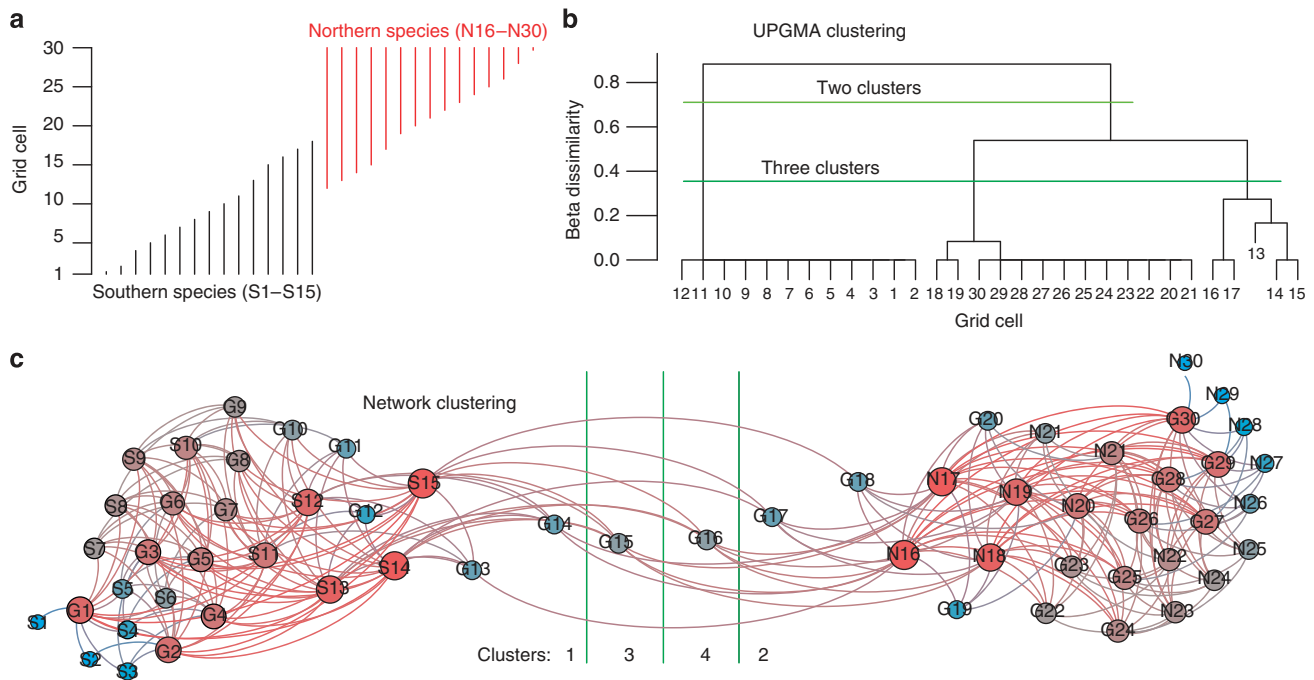 a
Northern species (N16–N30)
30
25
20
15
10
5
1
Grid cell
Southern species (S1–S15)
b
UPGMA clustering
Two clusters
Three clusters
0.8
0.6
0.4
0.2
0.0
Beta dissimilarity
13
12 11 10 9 8 7 6 5 4 3 1 2 18 19 30 29 28 27 26 25 24 23 22 20 21 16 17 14 15
Grid cell
c
Network clustering
N30
N29
G9
G30
G10
G20
N28
G11
N21
S10
N21
S9
G8
G29
N27
S15
N17
G18
G28
N19
S12
G6
S8
G7
G12
N20
N26
G14
G17
G26
G27
S7
G3
G5
S11
G15
G16
N16
N18
N22
N25
S14
G13
G23
G25
N24
S5
S6
S13
G1
G4
G19
G22
N23
S1
S4
G24
G2
S2
S3
Clusters: 1 3 4 2